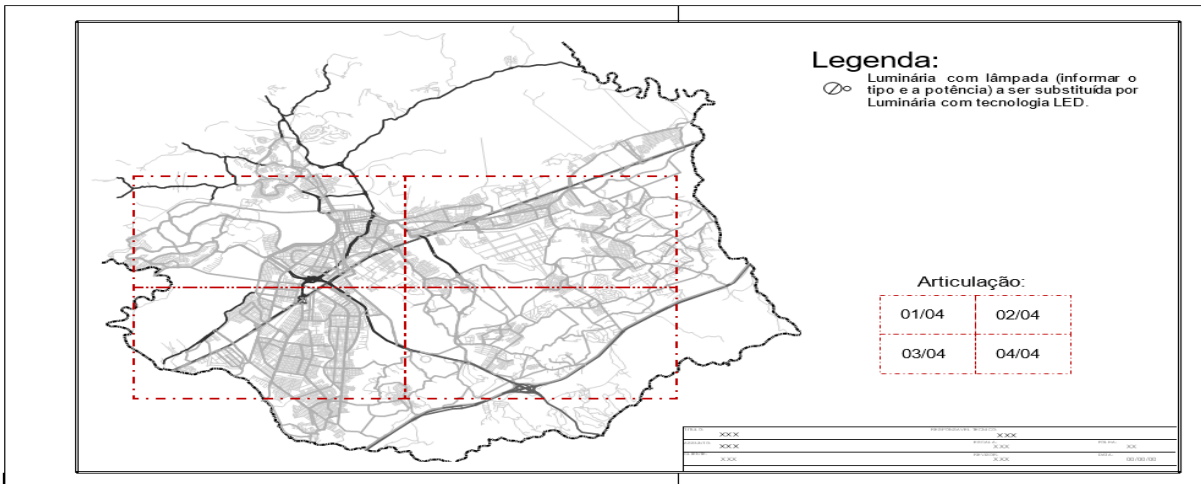 Legenda:
Luminária com lâmpada (informar o
tipo e a potência) a ser substituída por
Luminária com tecnologia LED.
Articulação:
01/04 02/04
03/04 04/04
XXX XXX
XXX XXX XX
XXX XXX 00/00/00